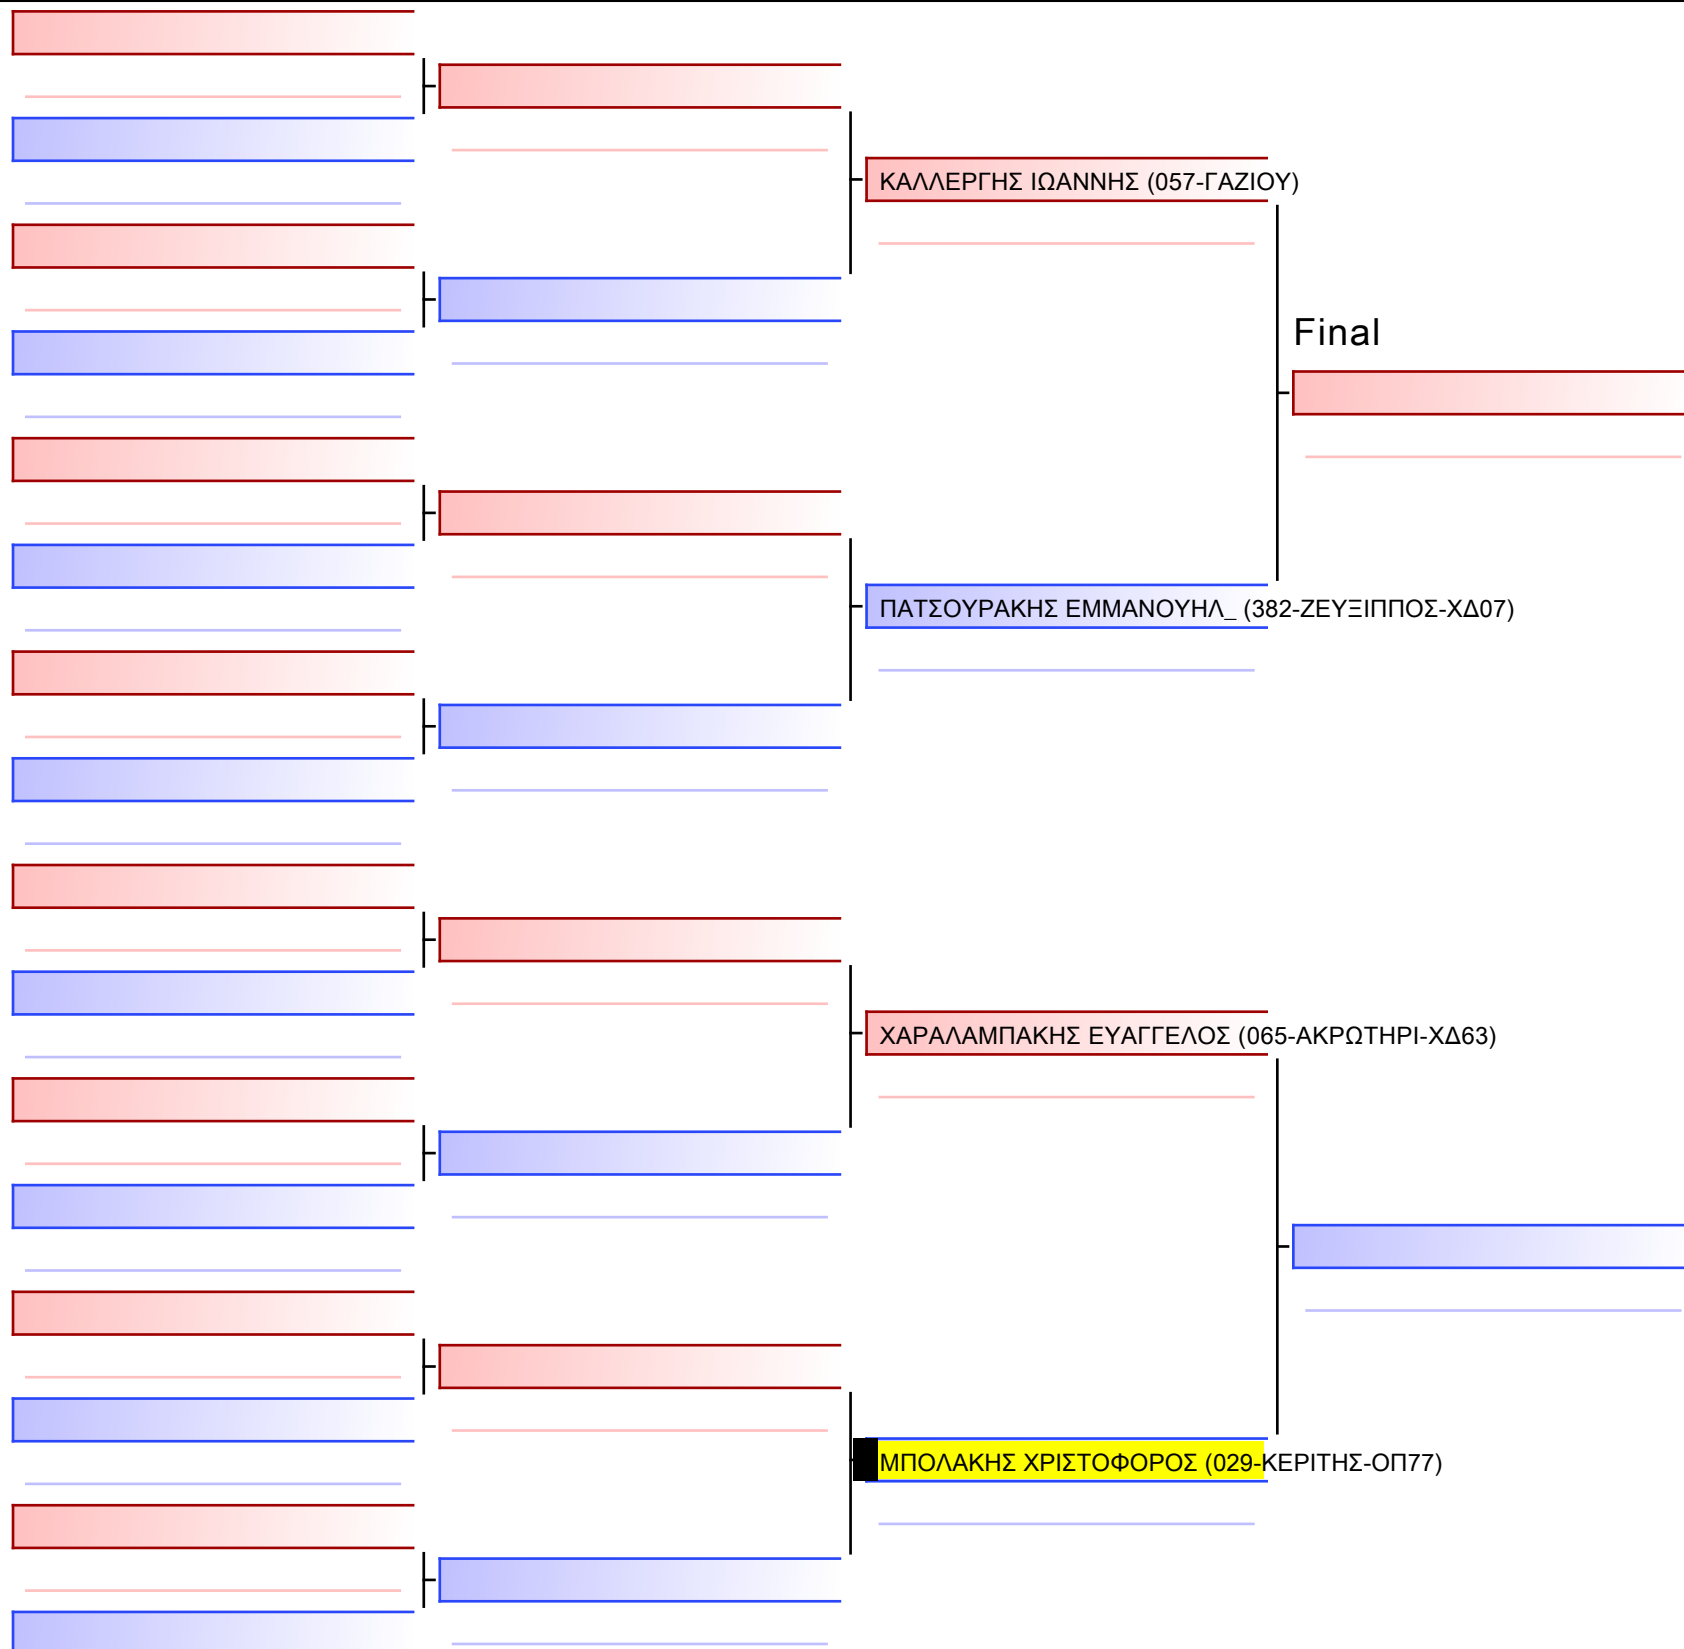 ΚΑΛΛΕΡΓΗΣ ΙΩΑΝΝΗΣ (057-ΓΑΖΙΟΥ)
Final
ΠΑΤΣΟΥΡΑΚΗΣ ΕΜΜΑΝΟΥΗΛ_ (382-ΖΕΥΞΙΠΠΟΣ-ΧΔ07)
ΧΑΡΑΛΑΜΠΑΚΗΣ ΕΥΑΓΓΕΛΟΣ (065-ΑΚΡΩΤΗΡΙ-ΧΔ63)
ΜΠΟΛΑΚΗΣ ΧΡΙΣΤΟΦΟΡΟΣ (029-ΚΕΡΙΤΗΣ-ΟΠ77)